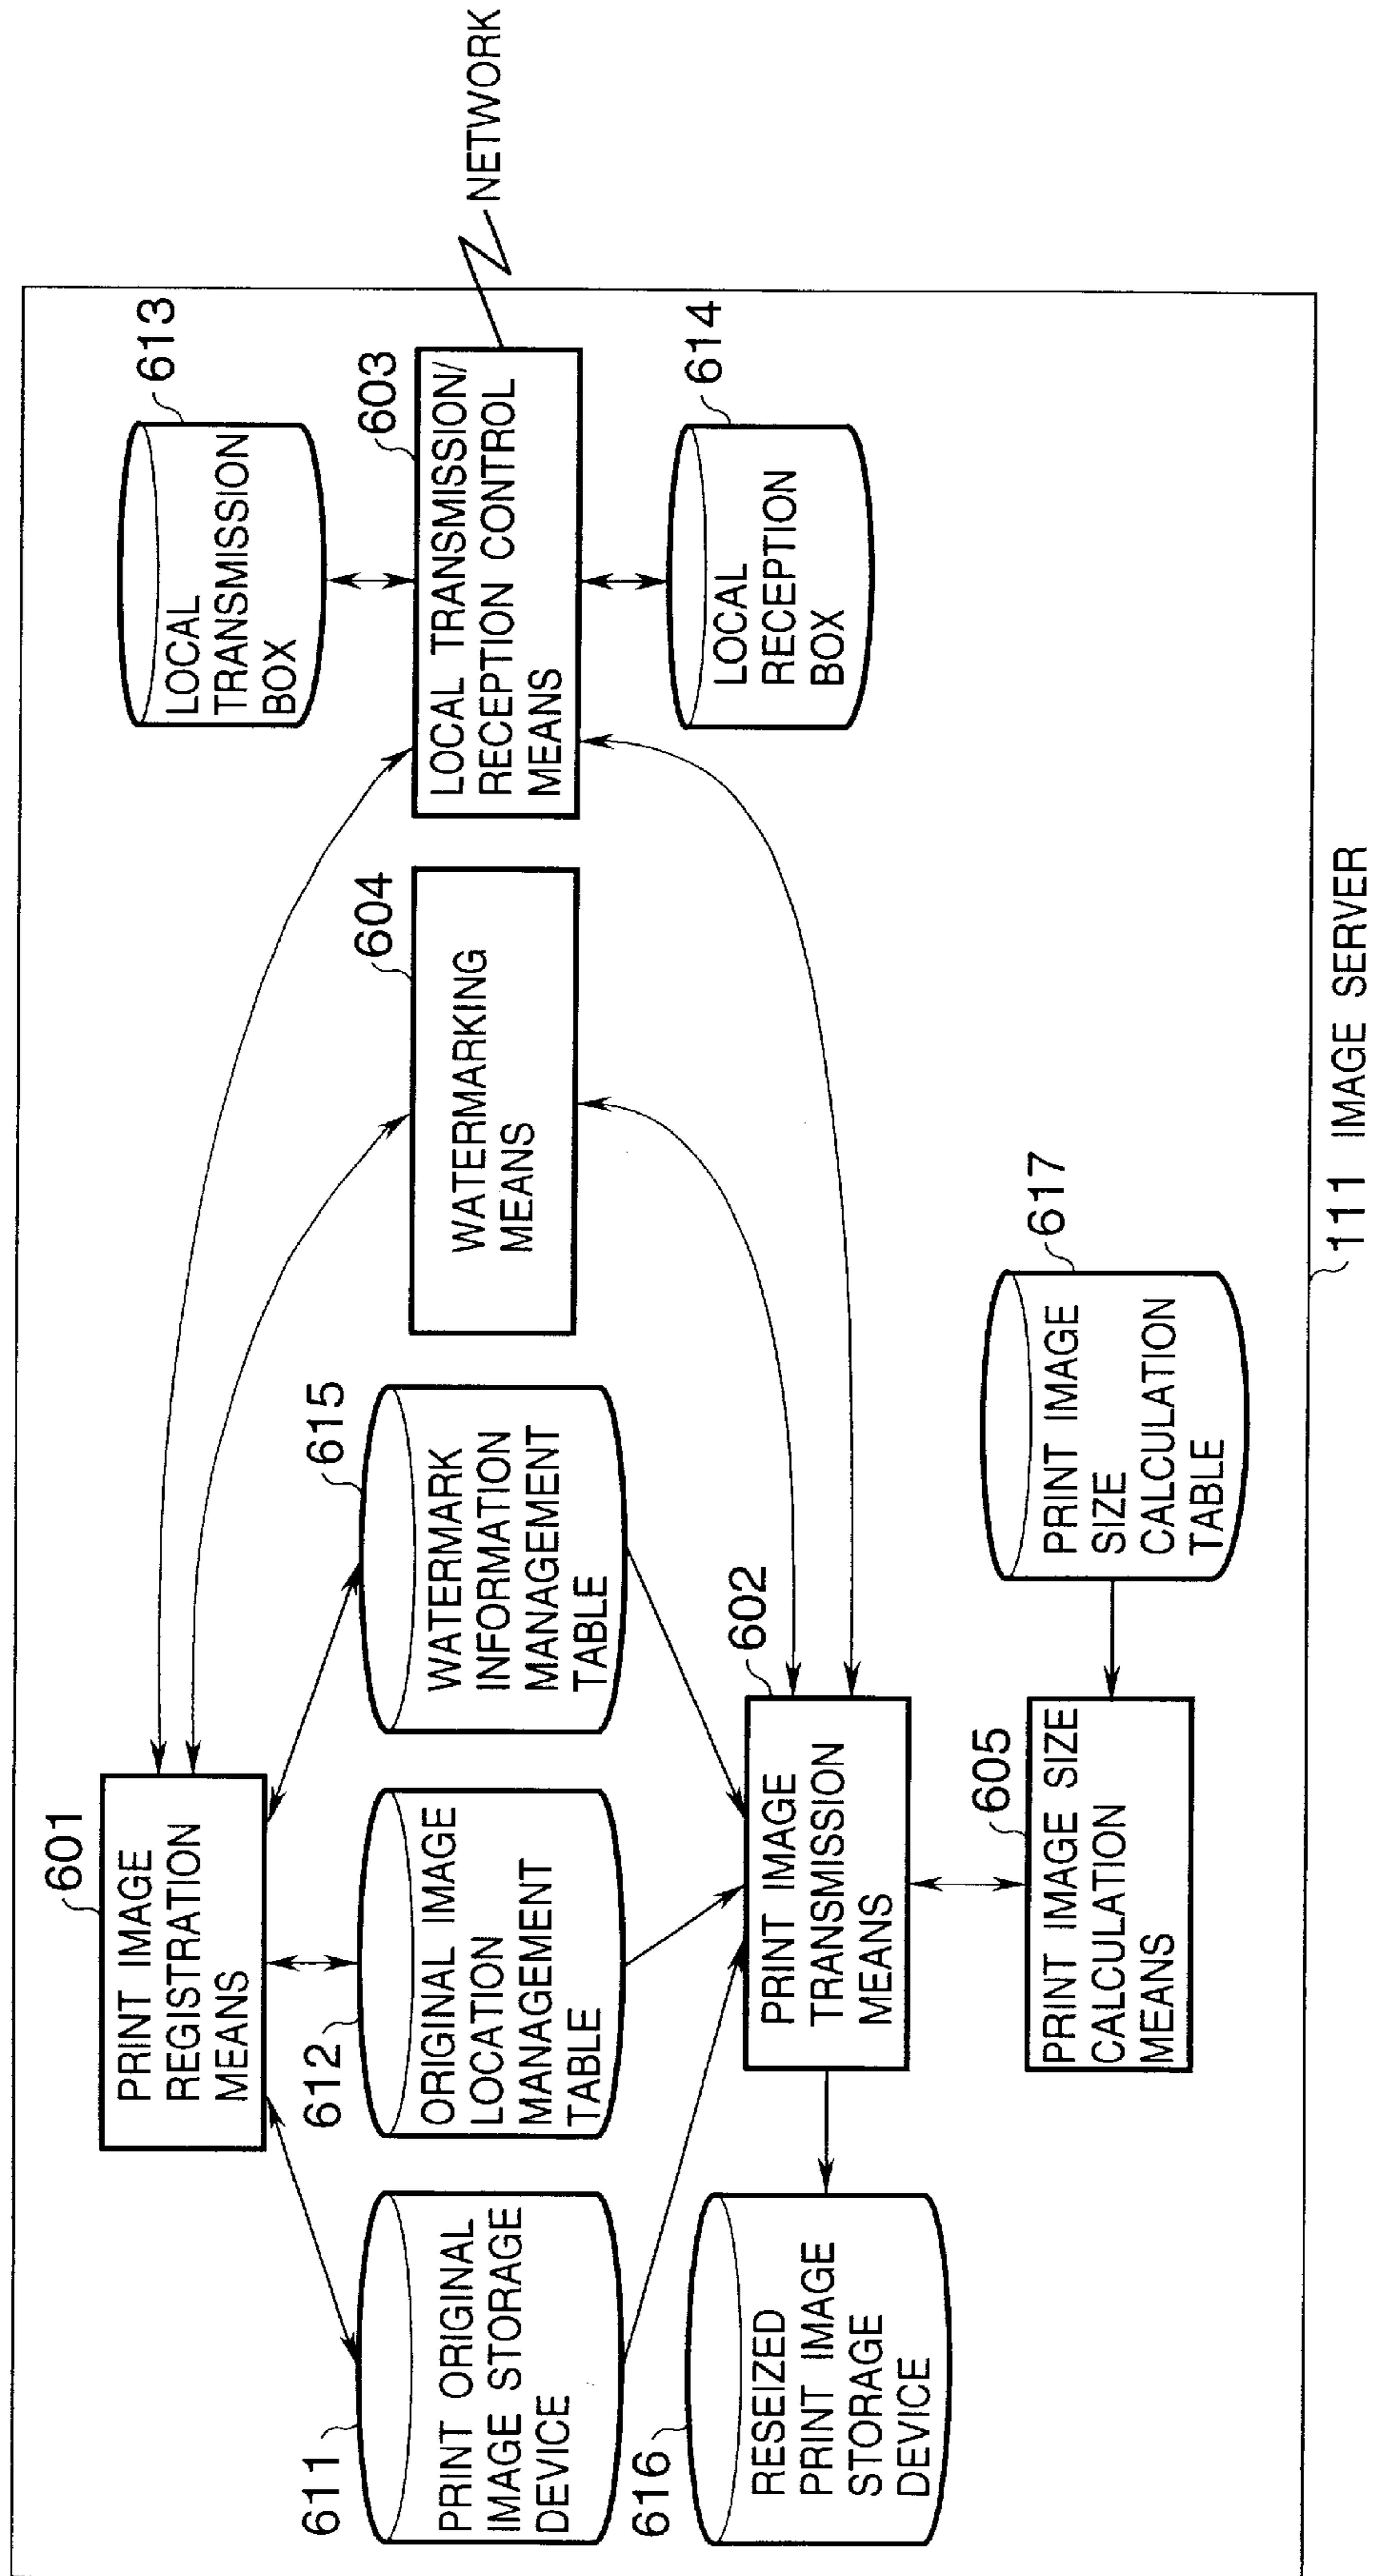 601
PRINT IMAGE
REGISTRATION
MEANS
613
LOCAL
TRANSMISSION
BOX
611
PRINT ORIGINAL
IMAGE STORAGE
DEVICE
612
ORIGINAL IMAGE
LOCATION
MANAGEMENT
TABLE
615
WATERMARK
INFORMATION
MANAGEMENT
TABLE
604
WATERMARKING
MEANS
603
LOCAL TRANSMISSION/
RECEPTION CONTROL
MEANS
NETWORK
616
RESEIZED
PRINT IMAGE
STORAGE
DEVICE
602
PRINT IMAGE
TRANSMISSION
MEANS
614
LOCAL
RECEPTION
BOX
605
PRINT IMAGE SIZE
CALCULATION
MEANS
617
PRINT IMAGE
SIZE
CALCULATION
TABLE
111 IMAGE SERVER